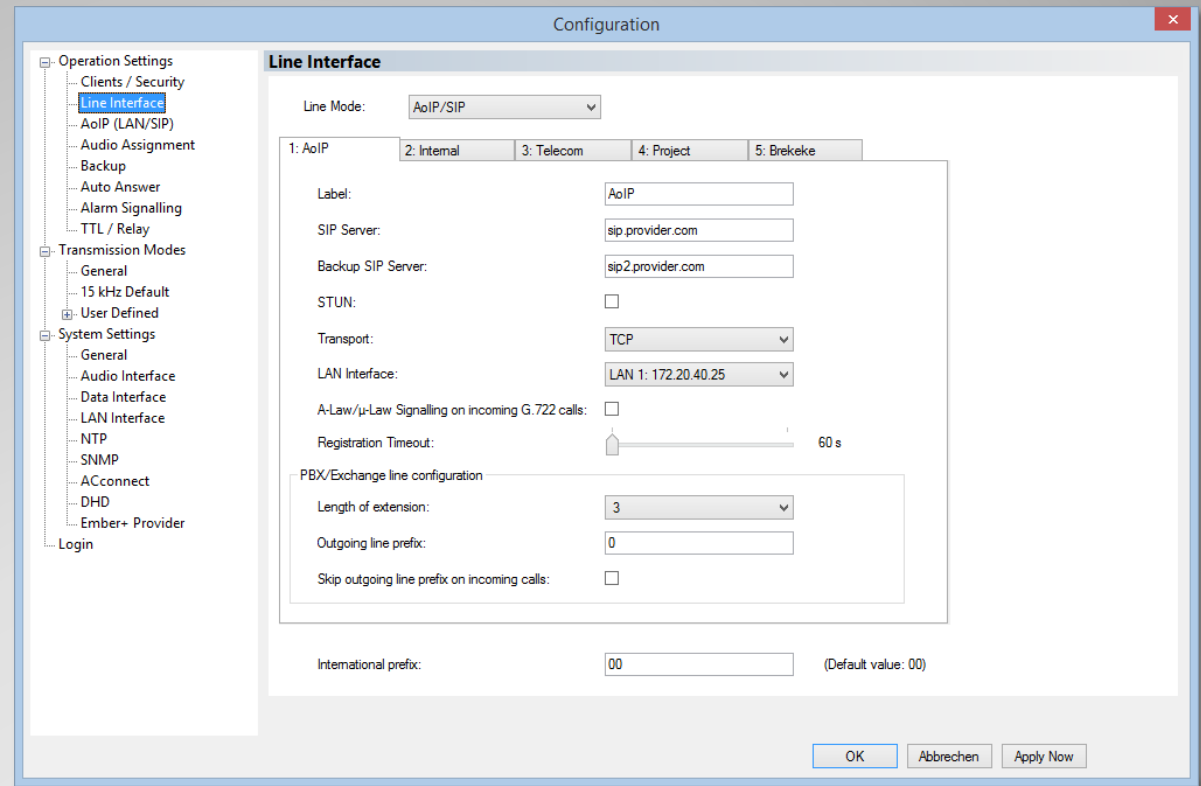 Configuration
Operation Settings
Clients / Security
Line Interface
AoIP (LAN/SIP)
Audio Assignment
Backup
Auto Answer
Alarm Signalling
TTL / Relay
Transmission Modes
General
15 kHz Default
User Defined
System Settings
General
Audio Interface
Data Interface
LAN Interface
NTP
SNMP
ACconnect
DHD
Ember+ Provider
Login
Line Interface
Line Mode: AoIP/SIP
1: AoIP 2: Internal 3: Telecom 4: Project 5: Brekeke
Label: AoIP
SIP Server: sip.provider.com
Backup SIP Server: sip2.provider.com
STUN:
Transport: TCP
LAN Interface: LAN 1: 172.20.40.25
A-Law/µ-Law Signalling on incoming G.722 calls:
Registration Timeout: 60 s
PBX/Exchange line configuration
Length of extension: 3
Outgoing line prefix: 0
Skip outgoing line prefix on incoming calls:
International prefix: 00 (Default value: 00)
OK Abbrechen Apply Now